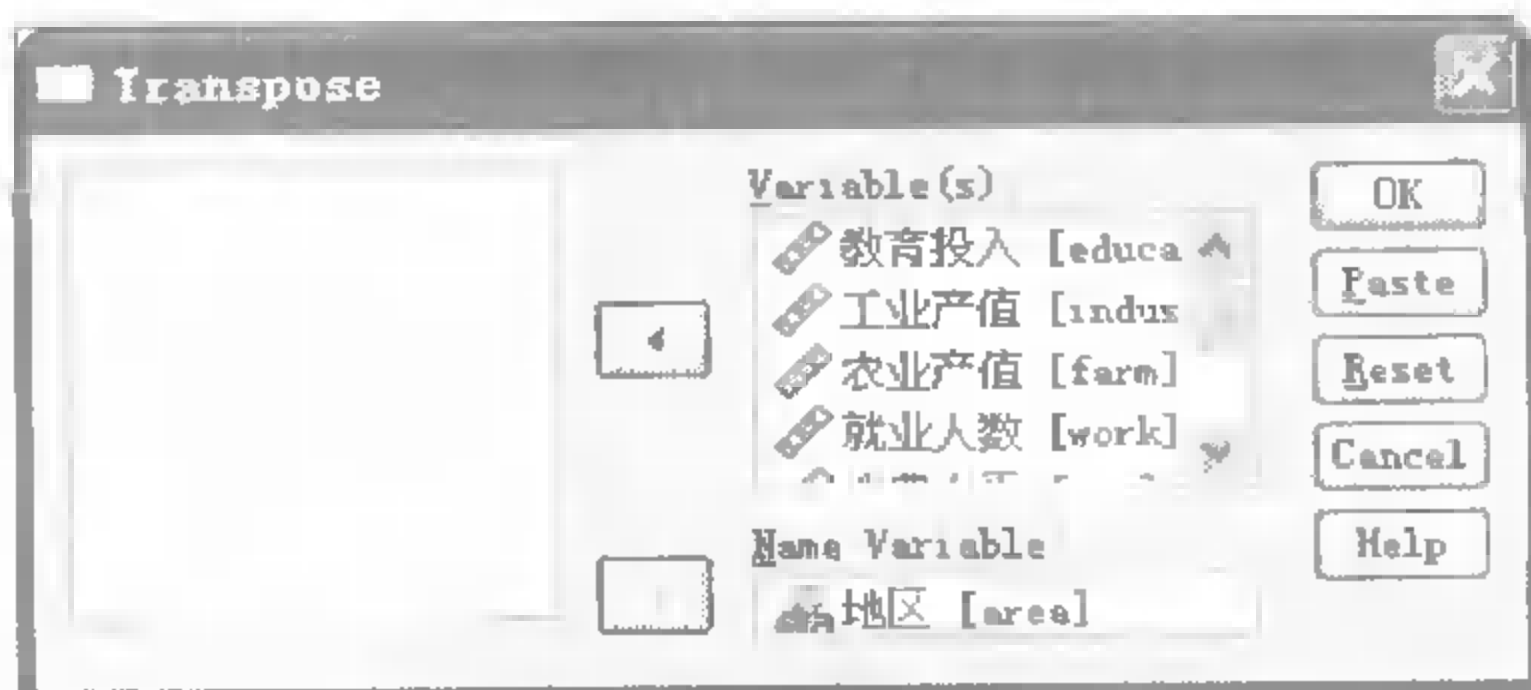 Transpose
Variable(s)
教育投入 [educa
工业产值 [indus
农业产值 [farm]
就业人数 [work]
Name Variable
地区 [area]
OK
Paste
Reset
Cancel
Help